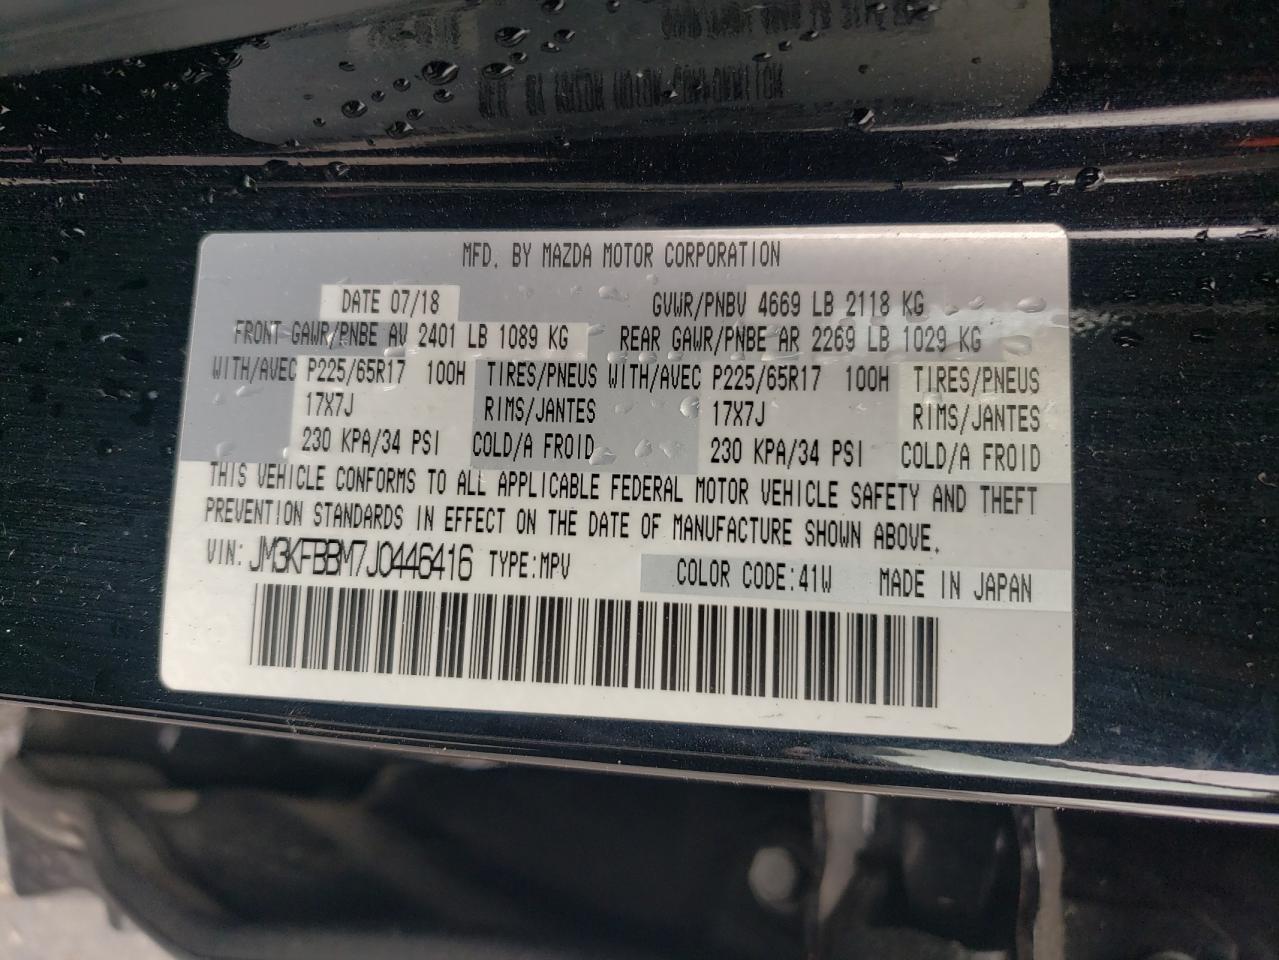 MFD. BY MAZDA MOTOR CORPORATION
DATE 07/18 GVWR/PNBV 4669 LB 2118 KG
FRONT GAWR/PNBE AV 2401 LB 1089 KG REAR GAWR/PNBE AR 2269 LB 1029 KG
WITH/AVEC P225/65R17 100H TIRES/PNEUS WITH/AVEC P225/65R17 100H TIRES/PNEUS
17X7J RIMS/JANTES 17X7J RIMS/JANTES
230 KPA/34 PSI COLD/A FROID 230 KPA/34 PSI COLD/A FROID
THIS VEHICLE CONFORMS TO ALL APPLICABLE FEDERAL MOTOR VEHICLE SAFETY AND THEFT
PREVENTION STANDARDS IN EFFECT ON THE DATE OF MANUFACTURE SHOWN ABOVE.
VIN: JM3KFBBM7J0446416 TYPE:MPV COLOR CODE:41W MADE IN JAPAN